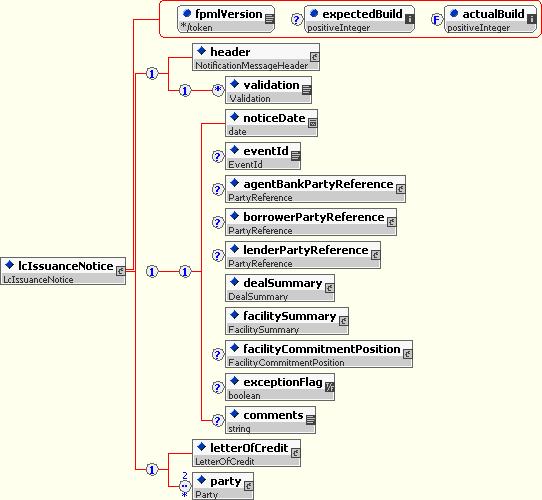 fpmlVersion
*/token
?
expectedBuild
positiveInteger
F
actualBuild
positiveInteger
header
NotificationMessageHeader
1
1
*
validation
Validation
noticeDate
date
?
eventId
EventId
?
agentBankPartyReference
PartyReference
?
borrowerPartyReference
PartyReference
?
lenderPartyReference
PartyReference
lcIssuanceNotice
LcIssuanceNotice
1
1
dealSummary
DealSummary
facilitySummary
FacilitySummary
?
facilityCommitmentPosition
FacilityCommitmentPosition
?
exceptionFlag
boolean
?
comments
string
letterOfCredit
LetterOfCredit
1
2
*
party
Party